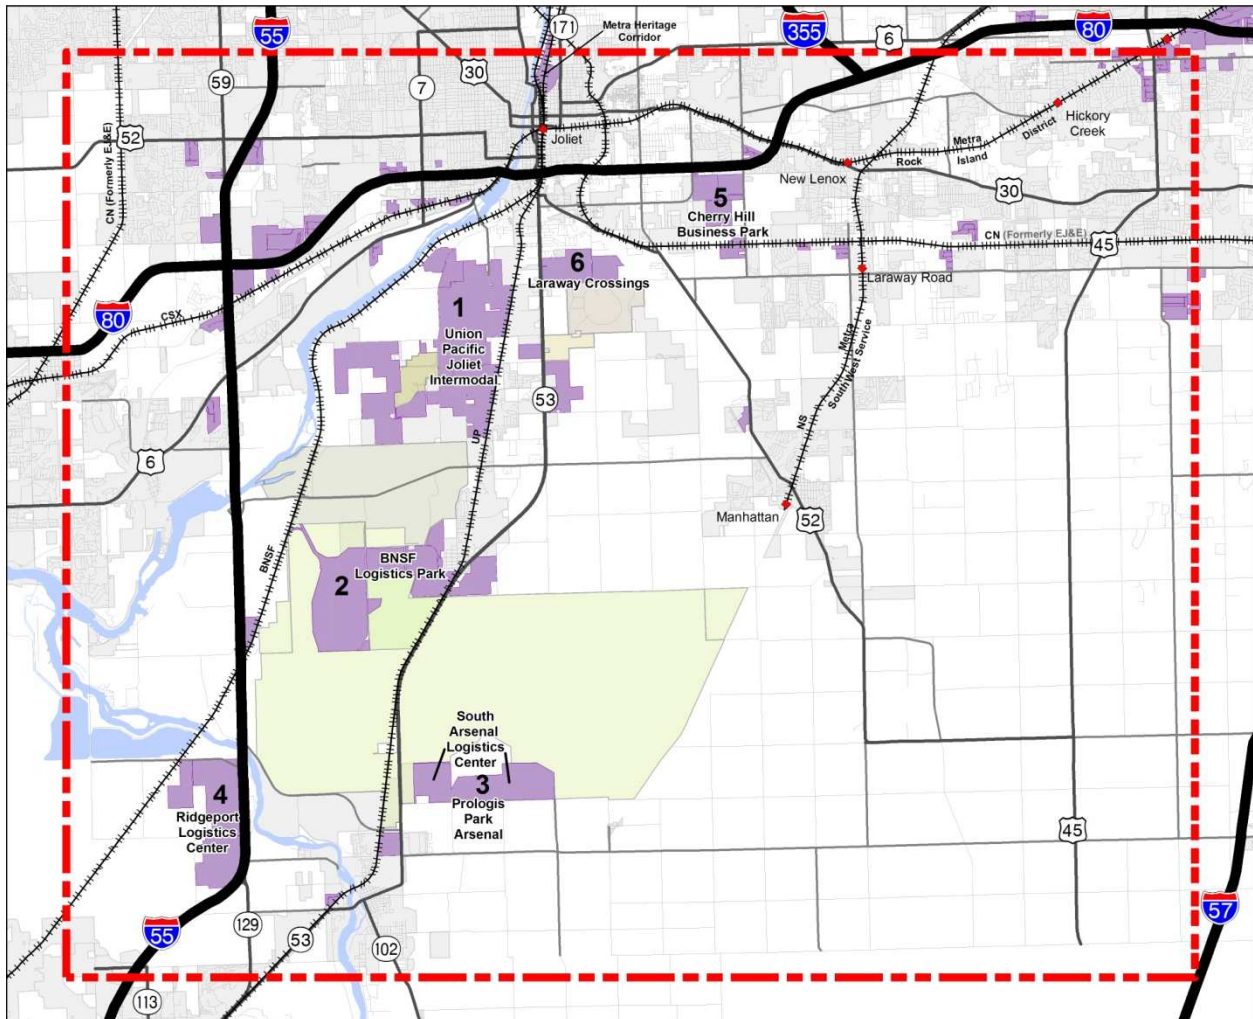 55
171
Metra Heritage
Corridor
355
6
80
59
7
30
52
CN (Formerly EJ&E)
Joliet
Hickory
Creek
District
Metra
Island
Rock
New Lenox
30
5
Cherry Hill
Business Park
CN (Formerly EJ&E)
45
6
Laraway Crossings
Laraway Road
80
CSX
1
Union
Pacific
Joliet
Intermodal
Metra
SouthWest Service
NS
53
UP
6
Manhattan
52
BNSF
BNSF
Logistics Park
2
South
Arsenal
Logistics
Center
3
Prologis
Park
Arsenal
4
Ridgeport
Logistics
Center
45
57
55
129
53
102
113